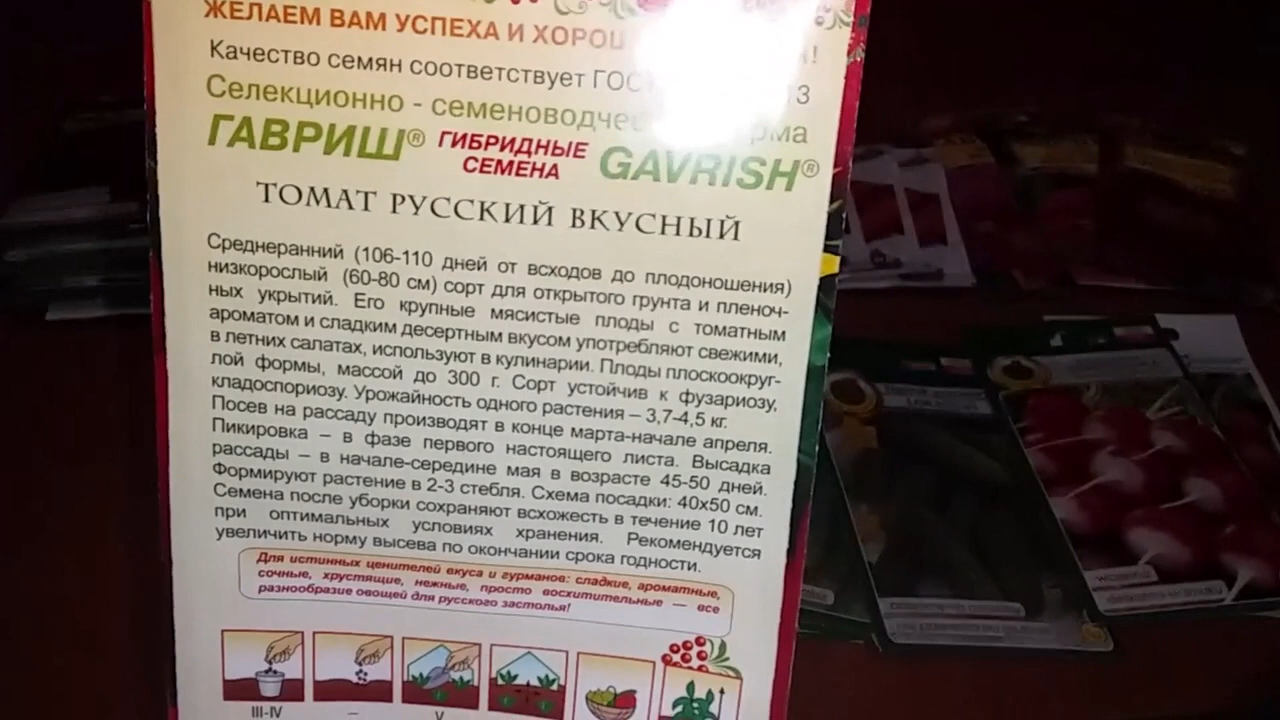 ЖЕЛАЕМ ВАМ УСПЕХА И ХОРОШ
Качество семян соответствует ГОС
Селекционно - семеноводче
ГАВРИШ® ГИБРИДНЫЕ СЕМЕНА GAVRISH®
ТОМАТ РУССКИЙ ВКУСНЫЙ
Среднеранний (106-110 дней от всходов до плодоношения)
низкорослый (60-80 см) сорт для открытого грунта и пленоч-
ных укрытий. Его крупные мясистые плоды с томатным
ароматом и сладким десертным вкусом употребляют свежими,
в летних салатах, используют в кулинарии. Плоды плоскоокруг-
лой формы, массой до 300 г. Сорт устойчив к фузариозу,
кладоспориозу. Урожайность одного растения – 3,7-4,5 кг.
Посев на рассаду производят в конце марта-начале апреля.
Пикировка – в фазе первого настоящего листа. Высадка
рассады – в начале-середине мая в возрасте 45-50 дней.
Формируют растение в 2-3 стебля. Схема посадки: 40х50 см.
Семена после уборки сохраняют всхожесть в течение 10 лет
при оптимальных условиях хранения. Рекомендуется
увеличить норму высева по окончании срока годности.
Для истинных ценителей вкуса и гурманов: сладкие, ароматные,
сочные, хрустящие, нежные, просто восхитительные — все
разнообразие овощей для русского застолья!
III-IV – V